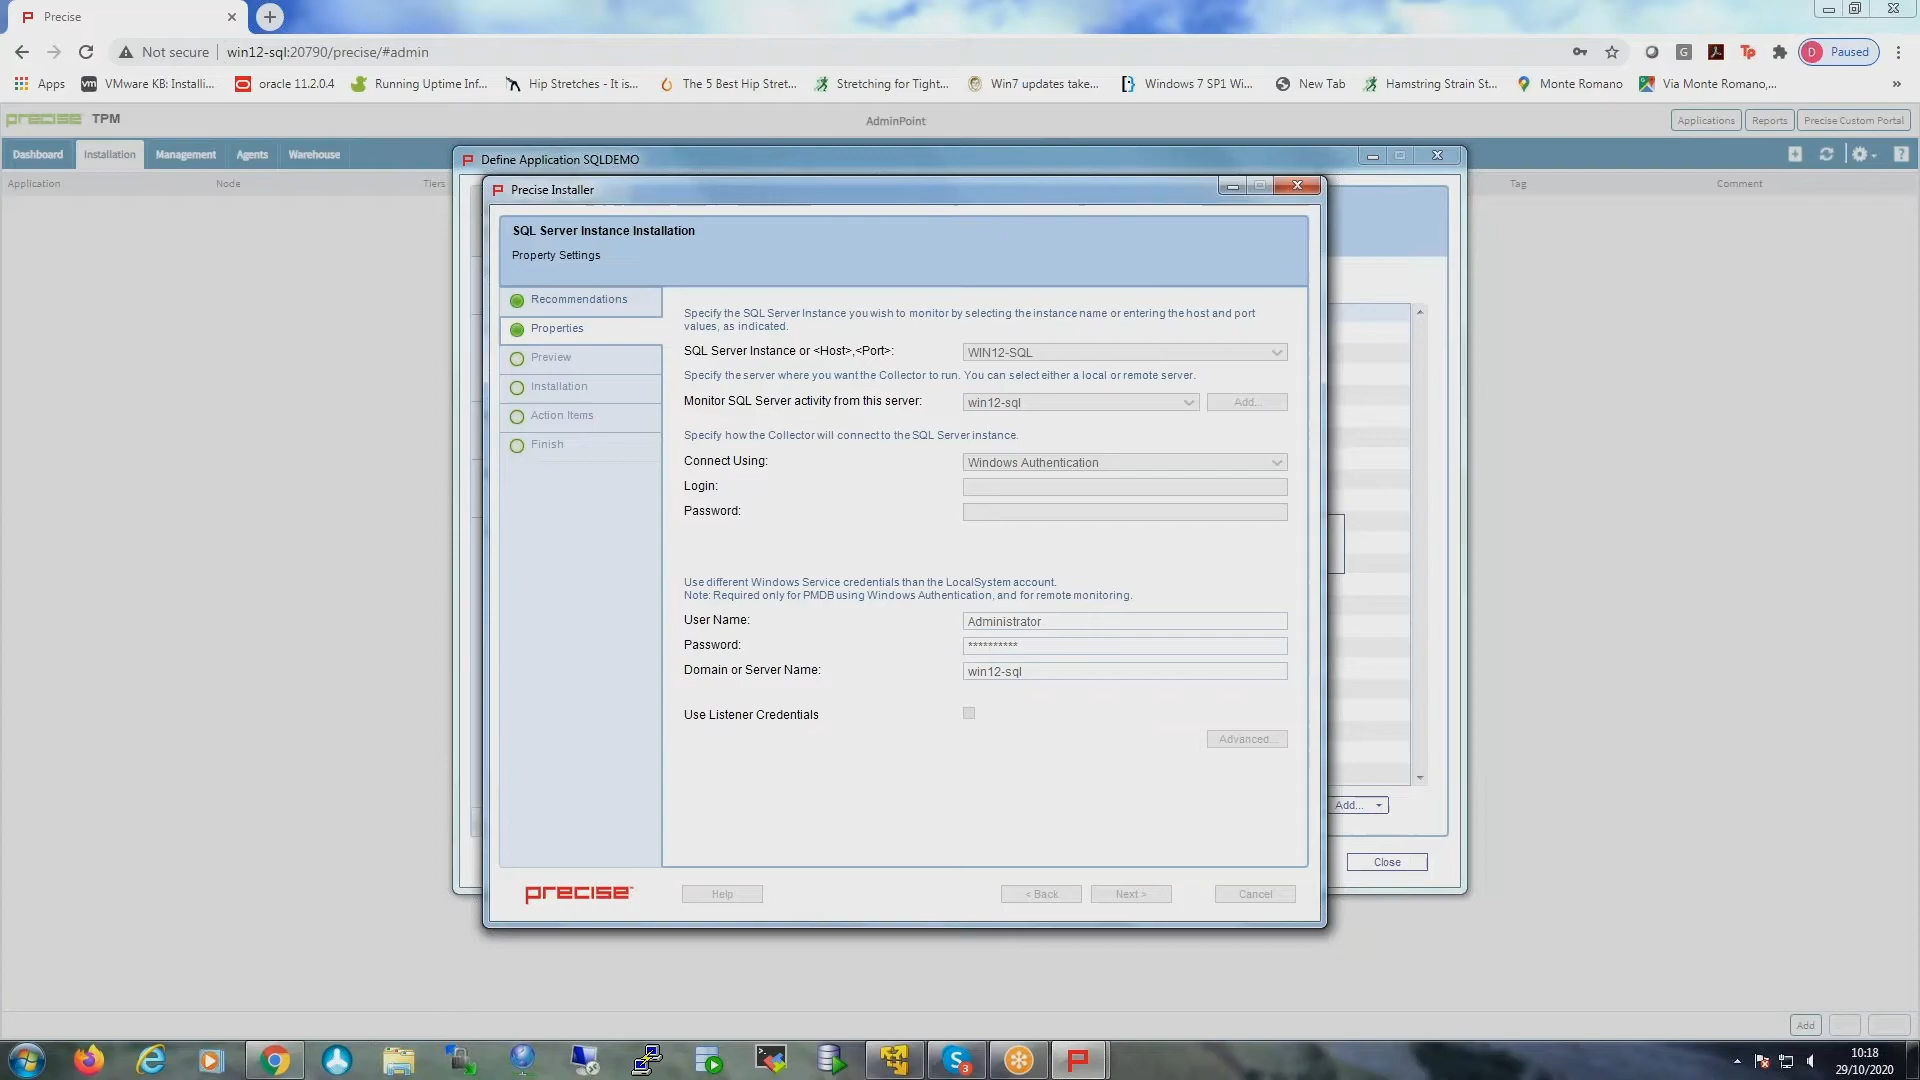 Precise
Not secure
win12-sql:20790/precise/#admin
Paused
Apps
VMware KB: Installi...
oracle 11.2.0.4
Running Uptime Inf...
Hip Stretches - It is...
The 5 Best Hip Stret...
Stretching for Tight...
Win7 updates take...
Windows 7 SP1 Wi...
New Tab
Hamstring Strain St...
Monte Romano
Via Monte Romano,...
precise TPM
AdminPoint
Applications
Reports
Precise Custom Portal
Dashboard
Installation
Management
Agents
Warehouse
Application
Node
Tiers
Tag
Comment
Define Application SQLDEMO
Precise Installer
SQL Server Instance Installation
Property Settings
Recommendations
Properties
Preview
Installation
Action Items
Finish
Specify the SQL Server Instance you wish to monitor by selecting the instance name or entering the host and port
values, as indicated.
SQL Server Instance or <Host>,<Port>:
WIN12-SQL
Specify the server where you want the Collector to run. You can select either a local or remote server.
Monitor SQL Server activity from this server:
win12-sql
Add...
Specify how the Collector will connect to the SQL Server instance.
Connect Using:
Windows Authentication
Login:
Password:
Use different Windows Service credentials than the LocalSystem account.
Note: Required only for PMDB using Windows Authentication, and for remote monitoring.
User Name:
Administrator
Password:
**********
Domain or Server Name:
win12-sql
Use Listener Credentials
Advanced...
Add...
Close
precise
Help
< Back
Next >
Cancel
Add
10:18
29/10/2020